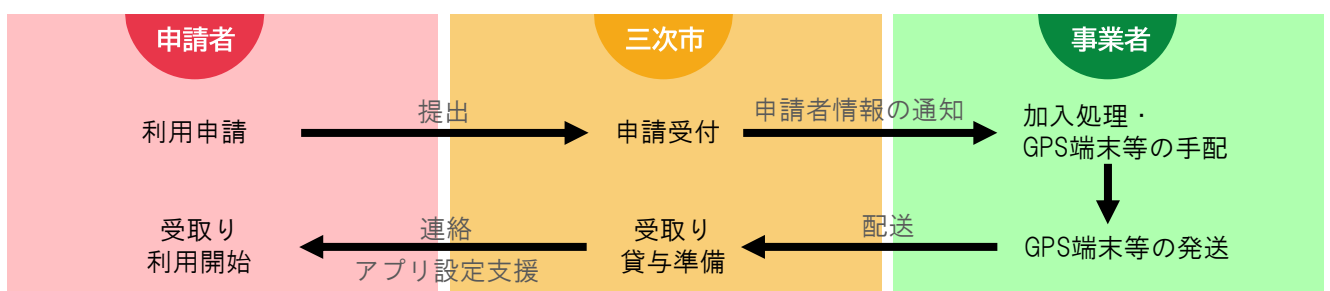 申請者
三次市
事業者
利用申請
提出
申請受付
申請者情報の通知
加入処理・
GPS端末等の手配
受取り
利用開始
連絡
アプリ設定支援
受取り
貸与準備
配送
GPS端末等の発送